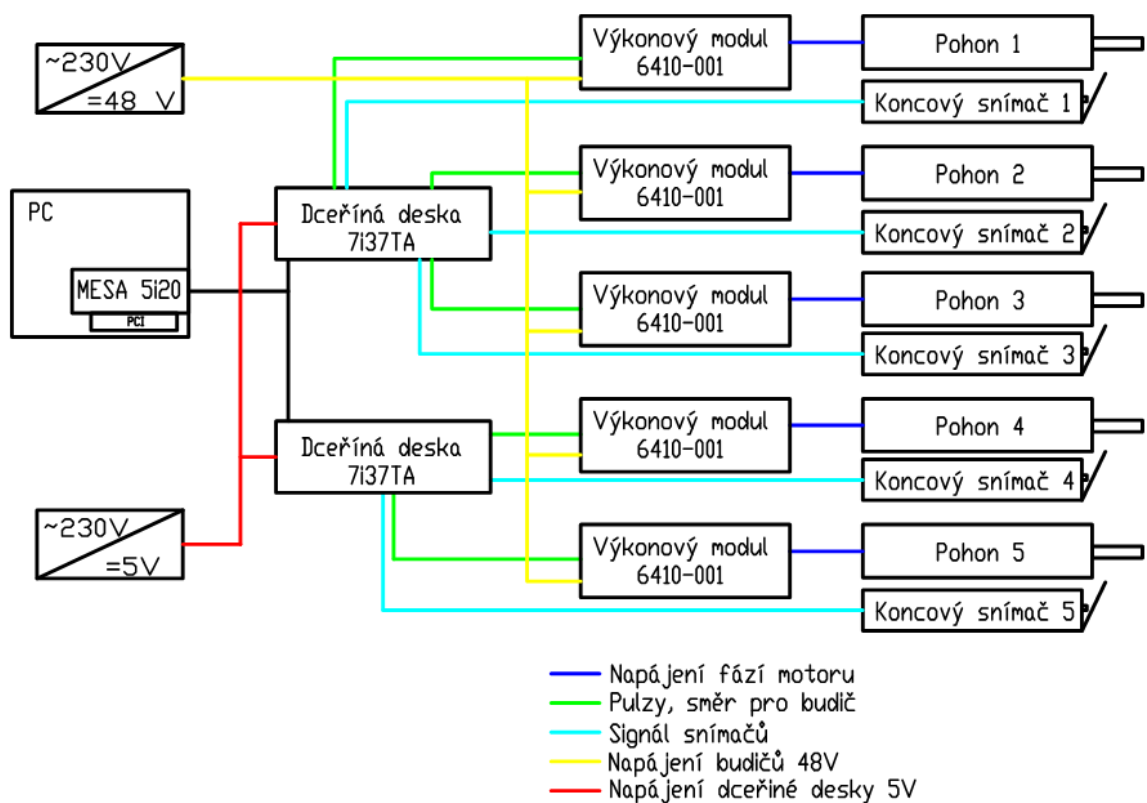 ~230V
=48 V
Výkonový modul
6410-001
Pohon 1
Koncový snímač 1
Výkonový modul
6410-001
Pohon 2
Koncový snímač 2
PC
MESA 5i20
PCI
Dceříná deska
7i37TA
Výkonový modul
6410-001
Pohon 3
Koncový snímač 3
Dceříná deska
7i37TA
Výkonový modul
6410-001
Pohon 4
Koncový snímač 4
~230V
=5V
Výkonový modul
6410-001
Pohon 5
Koncový snímač 5
Napájení fází motoru
Pulzy, směr pro budič
Signál snímačů
Napájení budičů 48V
Napájení dceřiné desky 5V